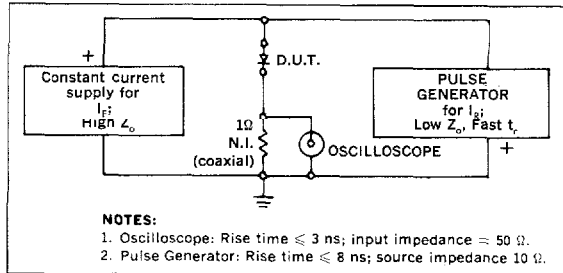 +
D.U.T.
Constant current
supply for
I_F;
High Z_o
PULSE
GENERATOR
for I_R;
Low Z_o, Fast t_r
+
1Ω
N.I.
(coaxial)
OSCILLOSCOPE
NOTES:
1. Oscilloscope: Rise time ⩽ 3 ns; input impedance = 50 Ω.
2. Pulse Generator: Rise time ⩽ 8 ns; source impedance 10 Ω.